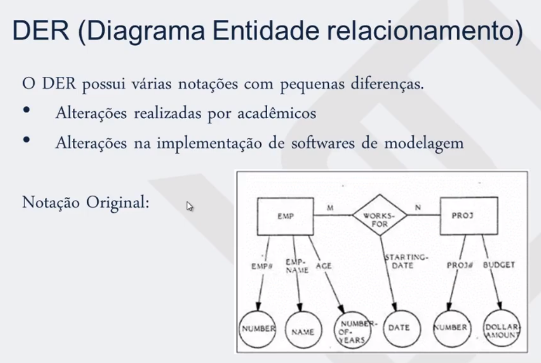 DER (Diagrama Entidade relacionamento)
O DER possui várias notações com pequenas diferenças.
• Alterações realizadas por acadêmicos
• Alterações na implementação de softwares de modelagem
Notação Original:
EMP
M
WORKS-
FOR
N
PROJ
EMP#
EMP-
NAME
AGE
STARTING-
DATE
PROJ#
BUDGET
NUMBER
NAME
NUMBER-
OF-
YEARS
DATE
NUMBER
DOLLAR
AMOUNT